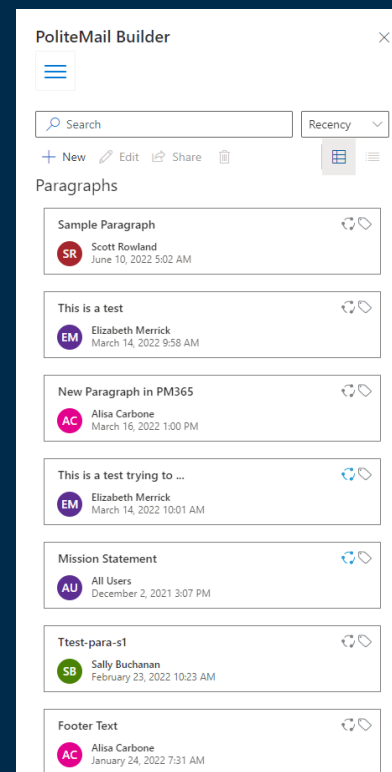 PoliteMail Builder
Search
Recency
New Edit Share
Paragraphs
Sample Paragraph
SR
Scott Rowland
June 10, 2022 5:02 AM
This is a test
EM
Elizabeth Merrick
March 14, 2022 9:58 AM
New Paragraph in PM365
AC
Alisa Carbone
March 16, 2022 1:00 PM
This is a test trying to ...
EM
Elizabeth Merrick
March 14, 2022 10:01 AM
Mission Statement
AU
All Users
December 2, 2021 3:07 PM
Ttest-para-s1
SB
Sally Buchanan
February 23, 2022 10:23 AM
Footer Text
AC
Alisa Carbone
January 24, 2022 7:31 AM